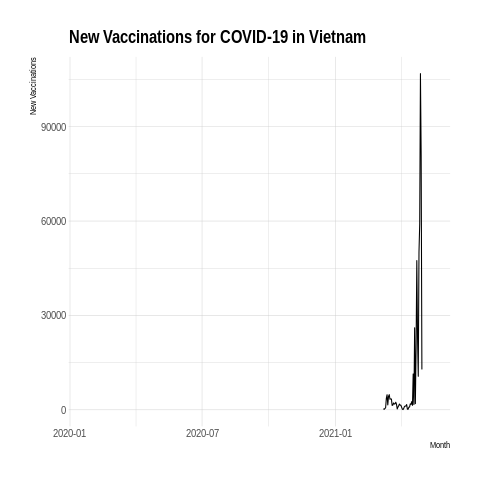 New Vaccinations for COVID-19 in Vietnam
New Vaccinations
90000
60000
30000
0
2020-01 2020-07 2021-01
Month